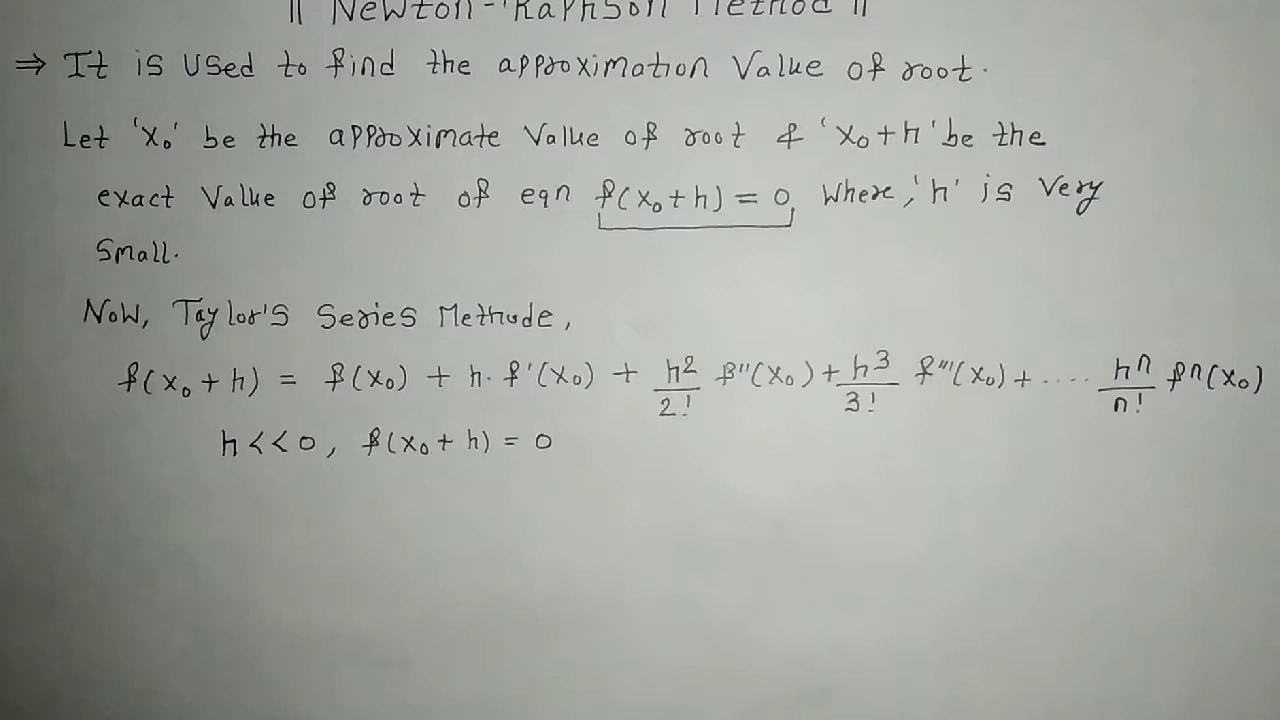 || Newton-Raphson Method ||
⇒ It is used to find the approximation Value of root.
Let 'x₀' be the approximate Value of root & 'x₀+h' be the
exact Value of root of eqn f(x₀+h) = 0, Where, 'h' is Very
Small.
Now, Taylor's Series Methode,
f(x₀+h) = f(x₀) + h. f'(x₀) + h²/2! f''(x₀) + h³/3! f'''(x₀) + .... hⁿ/n! fⁿ(x₀)
h<<0, f(x₀+h) = 0